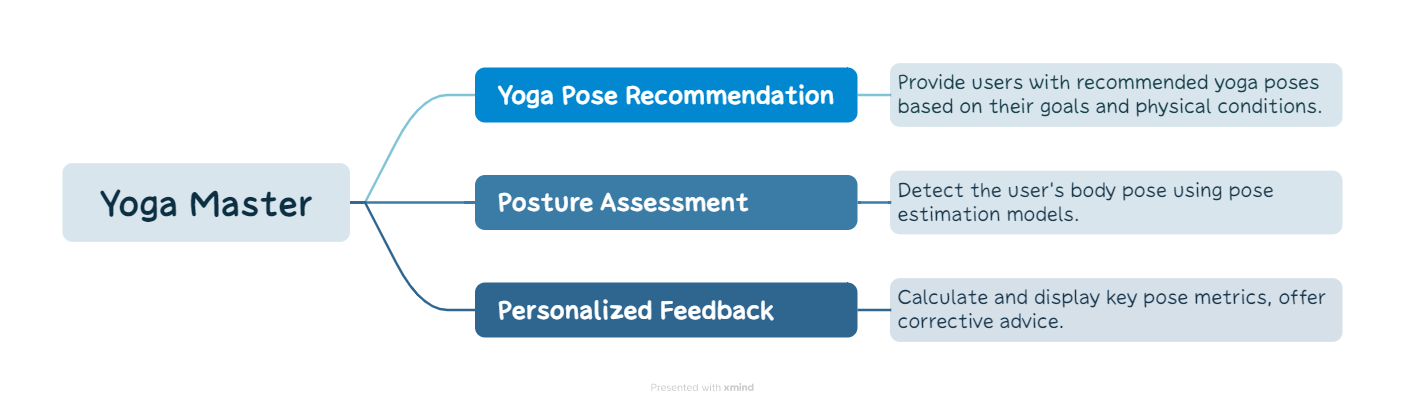 Yoga Pose Recommendation
Provide users with recommended yoga poses
based on their goals and physical conditions.
Yoga Master
Posture Assessment
Detect the user's body pose using pose
estimation models.
Personalized Feedback
Calculate and display key pose metrics, offer
corrective advice.
Presented with xmind